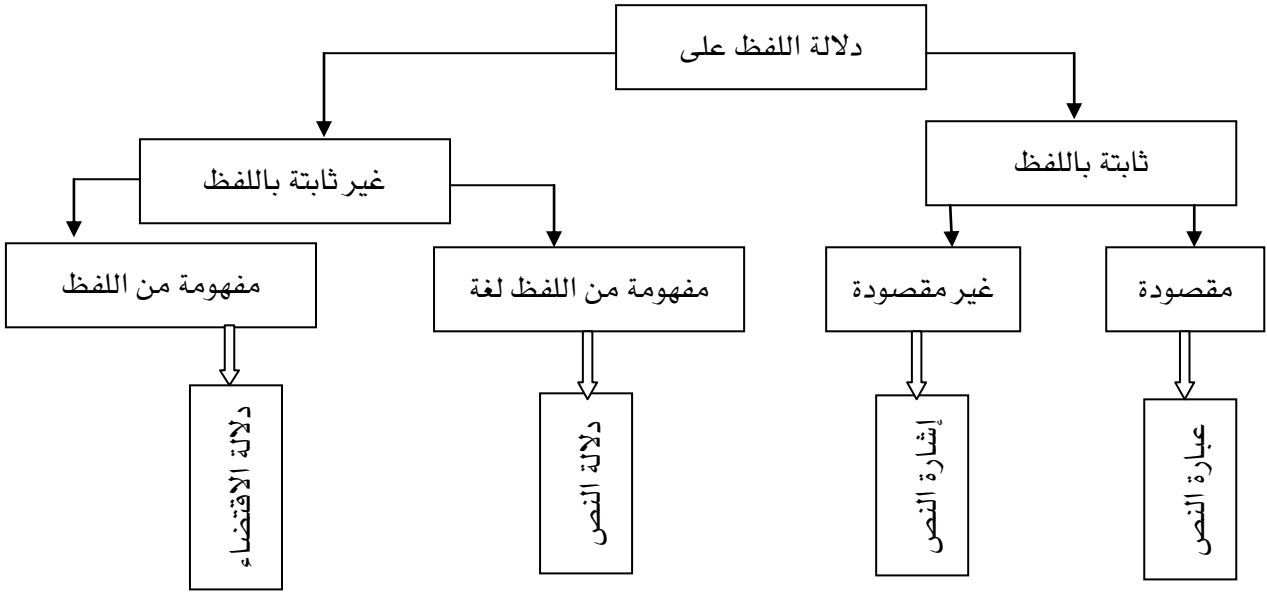 دلالة اللفظ على
ثابتة باللفظ
غير ثابتة باللفظ
مقصودة
غير مقصودة
مفهومة من اللفظ لغة
مفهومة من اللفظ
عبارة النص
إشارة النص
دلالة النص
دلالة الاقتضاء